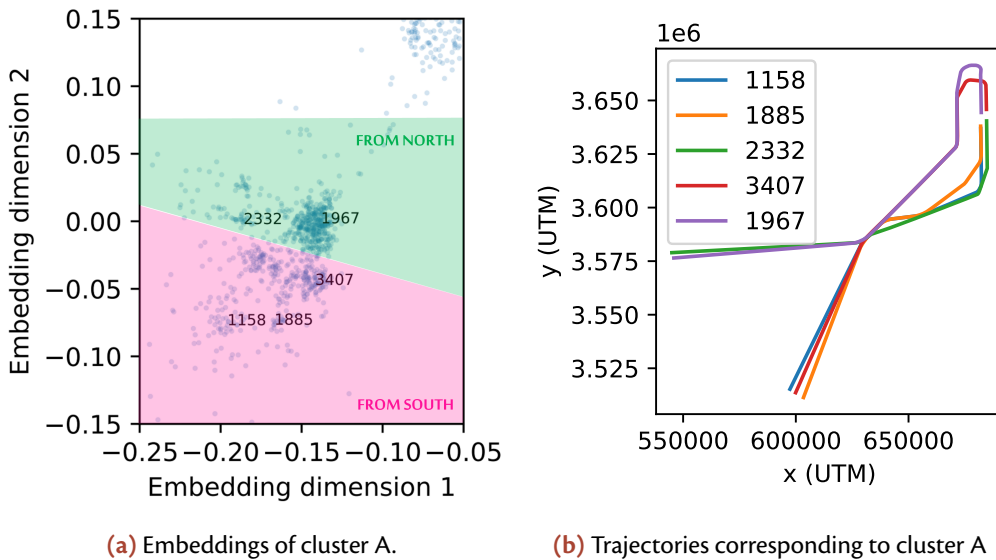 0.15
0.10
0.05
0.00
−0.05
−0.10
−0.15
Embedding dimension 2
FROM NORTH
2332
1967
3407
1158
1885
FROM SOUTH
−0.25 −0.20 −0.15 −0.10 −0.05
Embedding dimension 1
(a) Embeddings of cluster A.
1e6
3.650
3.625
3.600
3.575
3.550
3.525
y (UTM)
1158
1885
2332
3407
1967
550000 600000 650000
x (UTM)
(b) Trajectories corresponding to cluster A